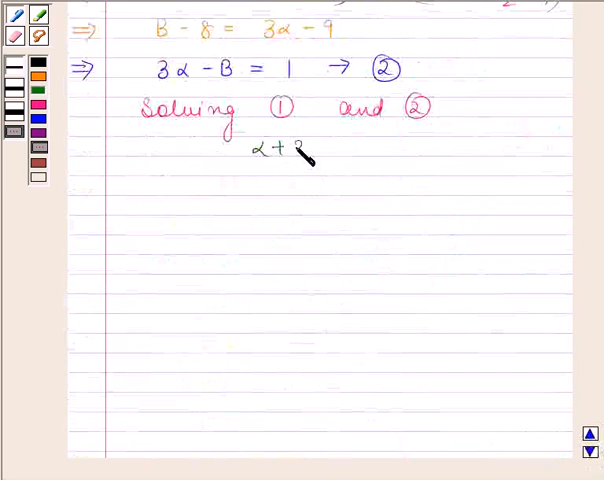 ⇒ B - 8 = 3α - 9
⇒ 3α - B = 1 → ②
Solving ① and ②
α +